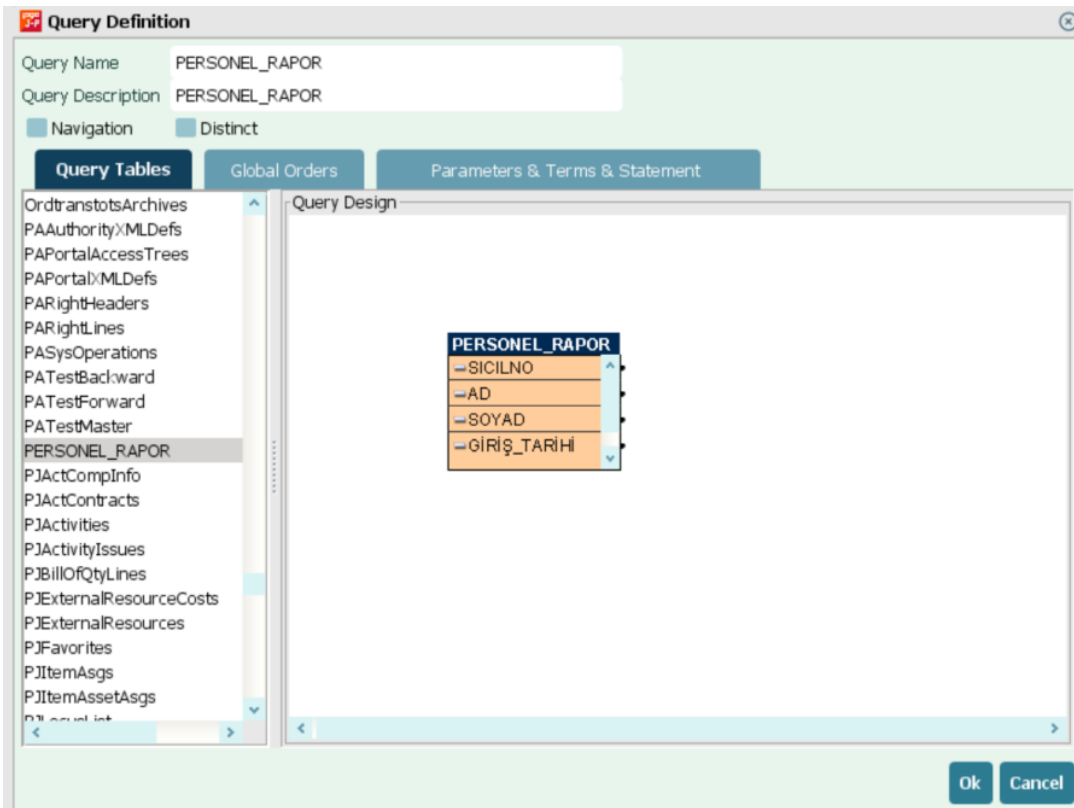 J-P Query Definition
Query Name PERSONEL_RAPOR
Query Description PERSONEL_RAPOR
Navigation Distinct
Query Tables Global Orders Parameters & Terms & Statement
OrdtranstotsArchives
PAAuthorityXMLDefs
PAPortalAccessTrees
PAPortalXMLDefs
PARightHeaders
PARightLines
PASysOperations
PATestBackward
PATestForward
PATestMaster
PERSONEL_RAPOR
PJActCompInfo
PJActContracts
PJActivities
PJActivityIssues
PJBillOfQtyLines
PJExternalResourceCosts
PJExternalResources
PJFavorites
PJItemAsgs
PJItemAssetAsgs
Query Design
PERSONEL_RAPOR
SICILNO
AD
SOYAD
GİRİŞ_TARİHİ
Ok Cancel